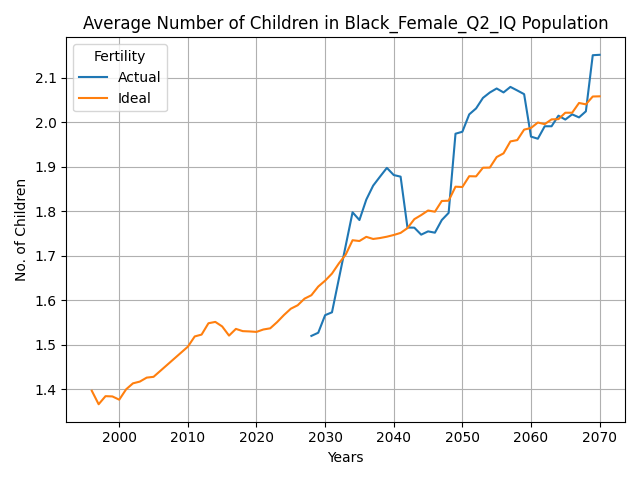 Average Number of Children in Black_Female_Q2_IQ Population
Fertility
Actual
Ideal
No. of Children
2.1
2.0
1.9
1.8
1.7
1.6
1.5
1.4
2000 2010 2020 2030 2040 2050 2060 2070
Years